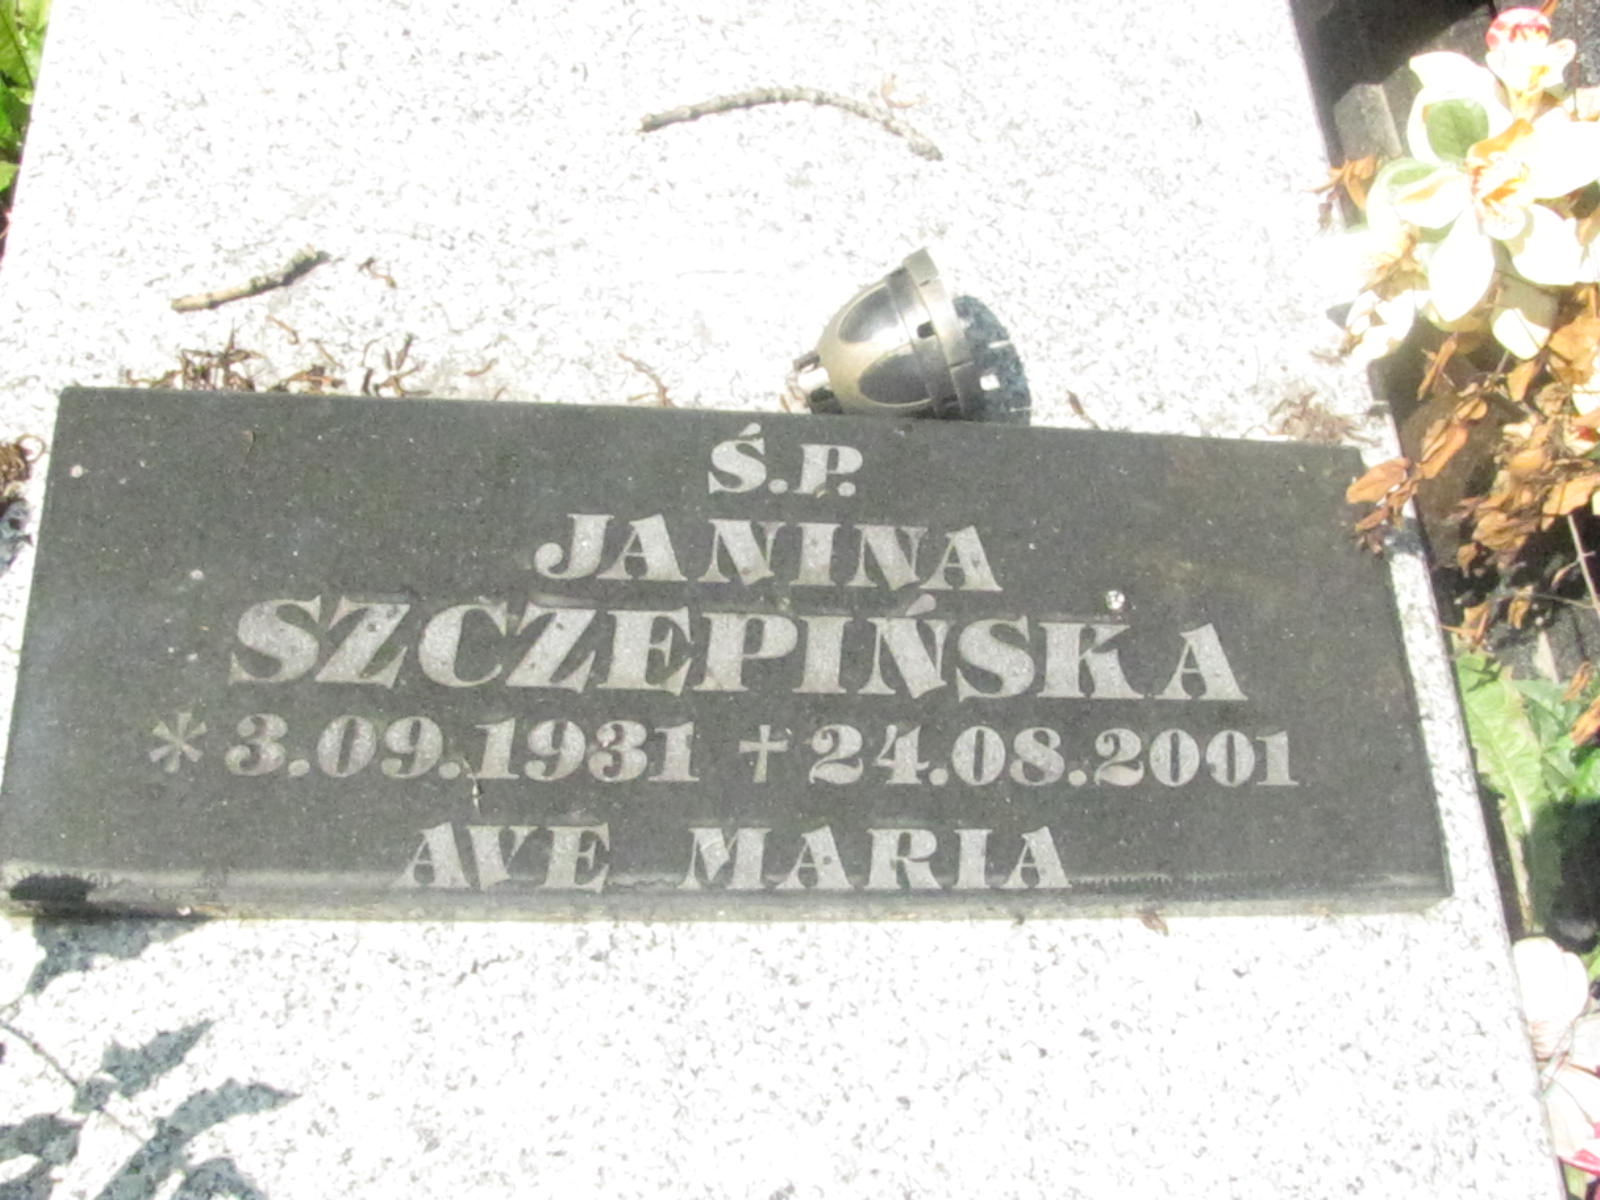 Ś.P.
JANINA
SZCZEPIŃSKA
* 3.09.1931 † 24.08.2001
AVE MARIA